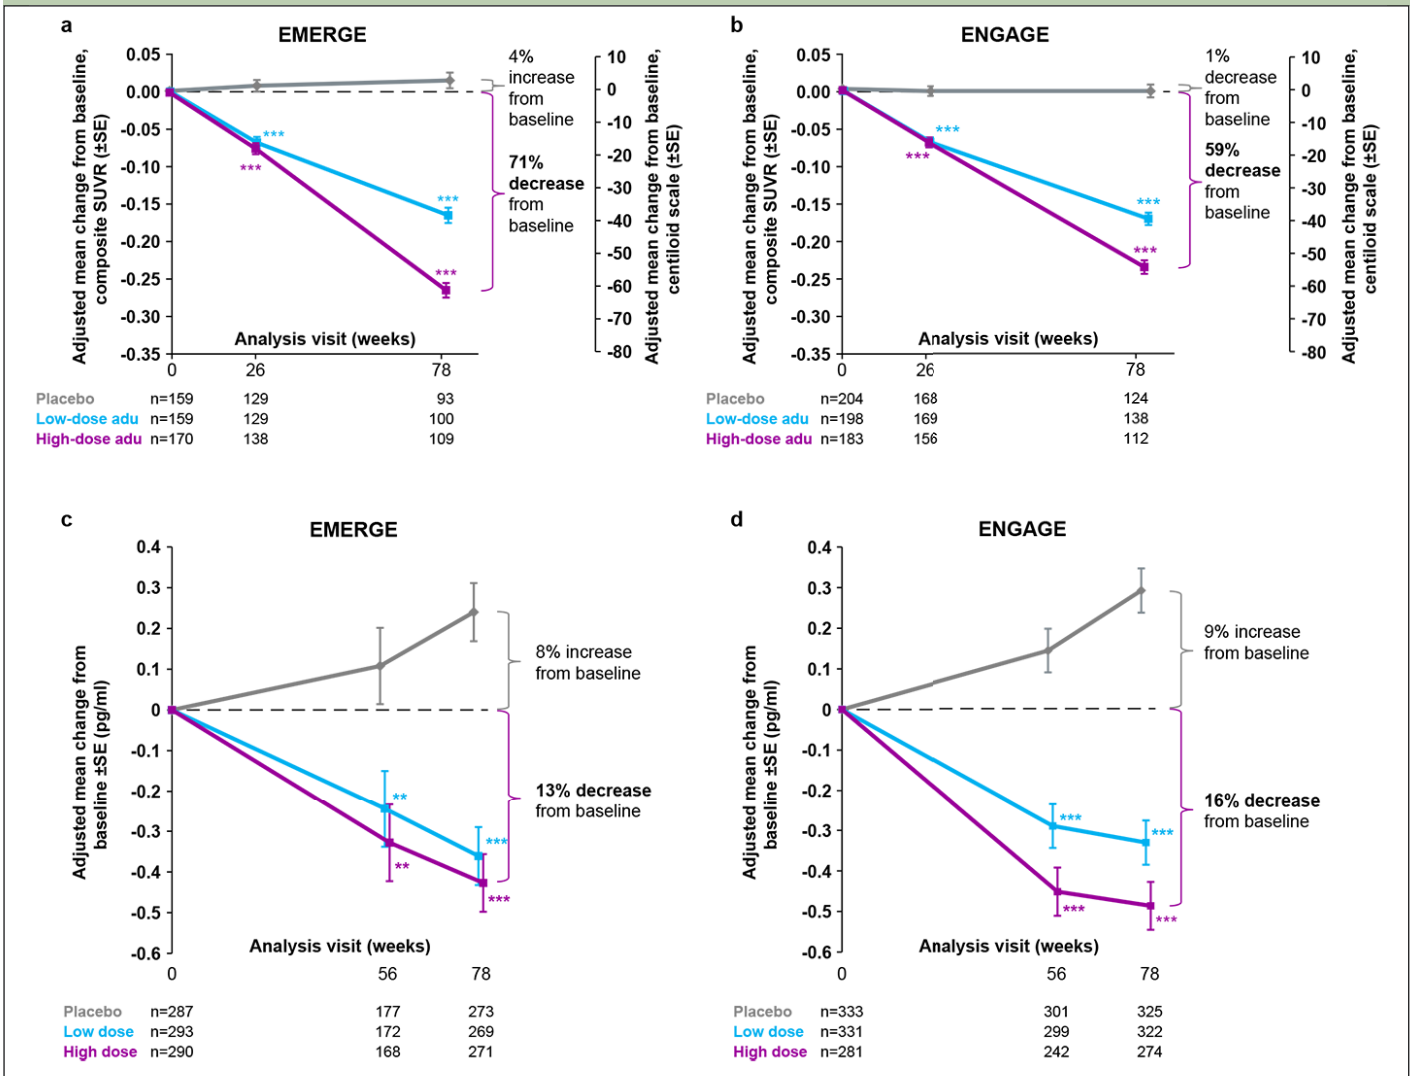 a
EMERGE
Adjusted mean change from baseline,
composite SUVR (±SE)
0.05
0.00
-0.05
-0.10
-0.15
-0.20
-0.25
-0.30
-0.35
***
***
***
***
4%
increase
from
baseline
71%
decrease
from
baseline
10
0
-10
-20
-30
-40
-50
-60
-70
-80
Adjusted mean change from baseline,
centiloid scale (±SE)
Analysis visit (weeks)
0 26 78
Placebo n=159 129 93
Low-dose adu n=159 129 100
High-dose adu n=170 138 109
b
ENGAGE
Adjusted mean change from baseline,
composite SUVR (±SE)
0.05
0.00
-0.05
-0.10
-0.15
-0.20
-0.25
-0.30
-0.35
***
***
***
***
1%
decrease
from
baseline
59%
decrease
from
baseline
10
0
-10
-20
-30
-40
-50
-60
-70
-80
Adjusted mean change from baseline,
centiloid scale (±SE)
Analysis visit (weeks)
0 26 78
Placebo n=204 168 124
Low-dose adu n=198 169 138
High-dose adu n=183 156 112
c
EMERGE
Adjusted mean change from
baseline ±SE (pg/ml)
0.4
0.3
0.2
0.1
0
-0.1
-0.2
-0.3
-0.4
-0.5
-0.6
**
**
***
***
8% increase
from baseline
13% decrease
from baseline
Analysis visit (weeks)
0 56 78
Placebo n=287 177 273
Low dose n=293 172 269
High dose n=290 168 271
d
ENGAGE
Adjusted mean change from
baseline ±SE (pg/ml)
0.4
0.3
0.2
0.1
0
-0.1
-0.2
-0.3
-0.4
-0.5
-0.6
***
***
***
***
9% increase
from baseline
16% decrease
from baseline
Analysis visit (weeks)
0 56 78
Placebo n=333 301 325
Low dose n=331 299 322
High dose n=281 242 274